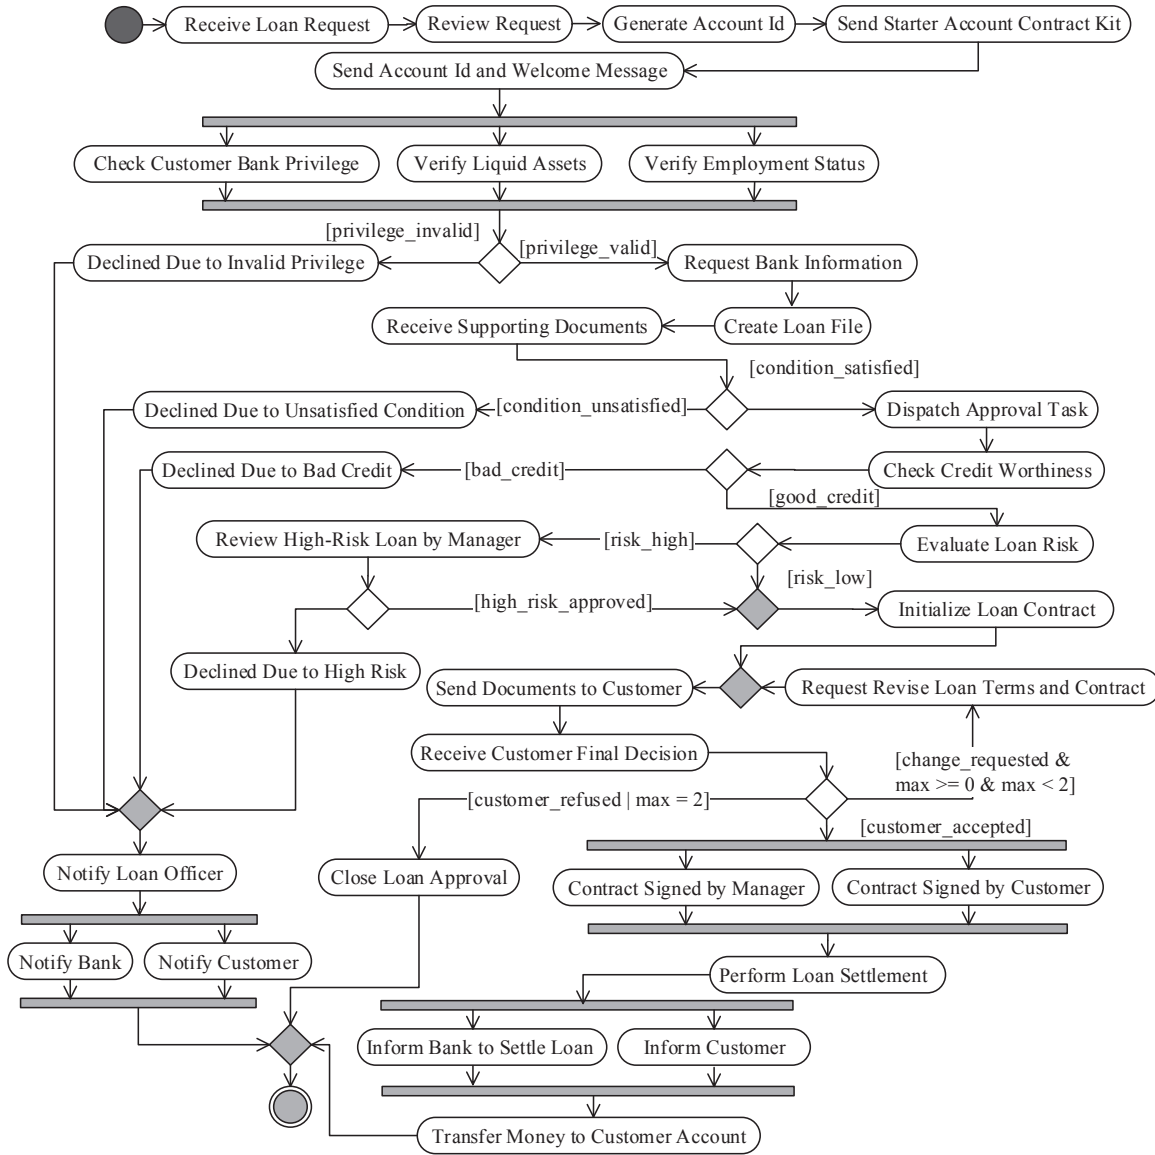 Receive Loan Request
Review Request
Generate Account Id
Send Starter Account Contract Kit
Send Account Id and Welcome Message
Check Customer Bank Privilege
Verify Liquid Assets
Verify Employment Status
[privilege_invalid]
[privilege_valid]
Declined Due to Invalid Privilege
Request Bank Information
Receive Supporting Documents
Create Loan File
[condition_satisfied]
Declined Due to Unsatisfied Condition
[condition_unsatisfied]
Dispatch Approval Task
Declined Due to Bad Credit
[bad_credit]
Check Credit Worthiness
[good_credit]
Review High-Risk Loan by Manager
[risk_high]
Evaluate Loan Risk
[risk_low]
[high_risk_approved]
Initialize Loan Contract
Declined Due to High Risk
Send Documents to Customer
Request Revise Loan Terms and Contract
Receive Customer Final Decision
[change_requested &
max >= 0 & max < 2]
[customer_refused | max = 2]
[customer_accepted]
Notify Loan Officer
Close Loan Approval
Contract Signed by Manager
Contract Signed by Customer
Notify Bank
Notify Customer
Perform Loan Settlement
Inform Bank to Settle Loan
Inform Customer
Transfer Money to Customer Account